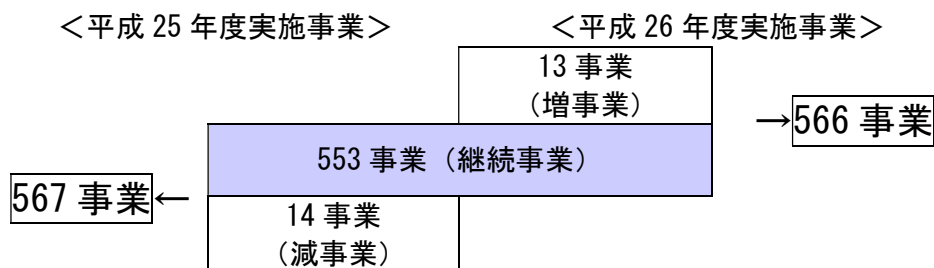 ＜平成 25 年度実施事業＞ ＜平成 26 年度実施事業＞
13 事業
（増事業）
→566 事業
553 事業（継続事業）
567 事業←
14 事業
（減事業）